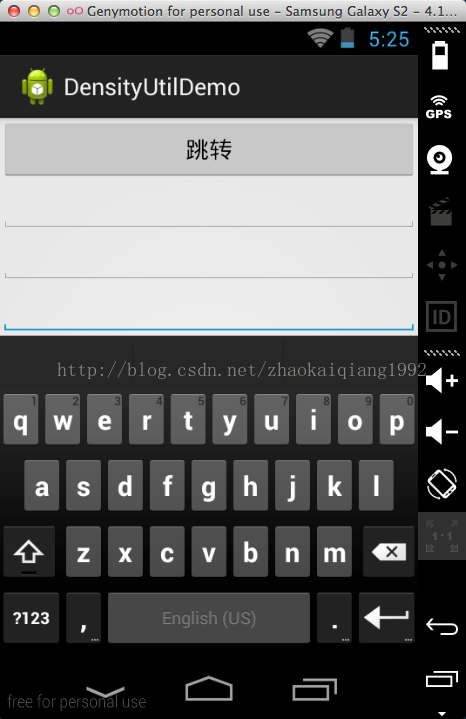 Genymotion for personal use - Samsung Galaxy S2 - 4.1...
5:25
DensityUtilDemo
GPS
跳转
ID
http://blog.csdn.net/zhaokaiqiang1992
1 2 3 4 5 6 7 8 9 0
q w e r t y u i o p
a s d f g h j k l
z x c v b n m
1:1
?123 , ... English (US) . ... ...
free for personal use